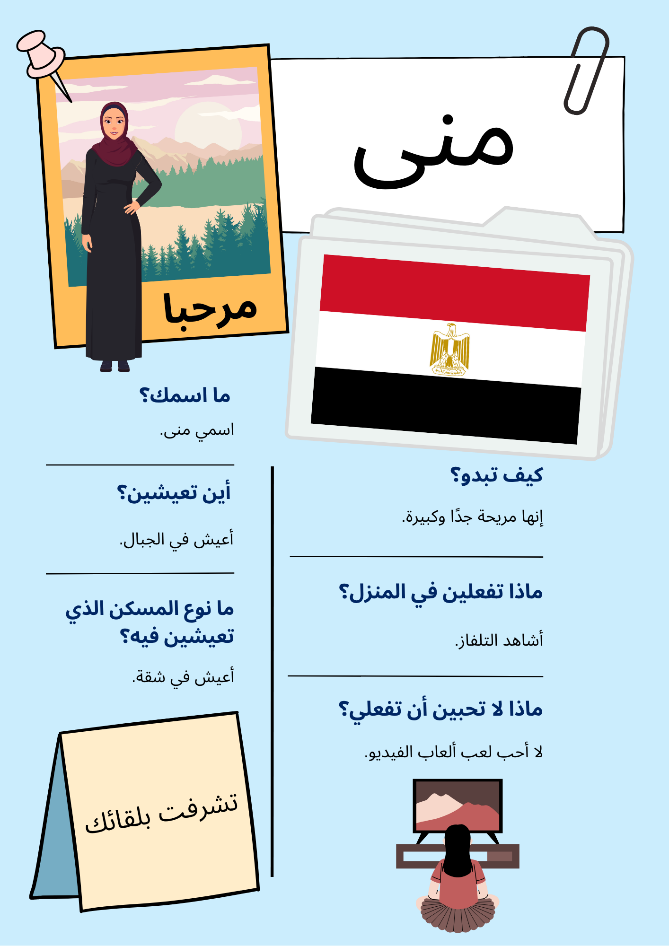 منى
مرحبا
ما اسمك؟
اسمي منى.
أين تعيشين؟
أعيش في الجبال.
ما نوع المسكن الذي
تعيشين فيه؟
أعيش في شقة.
كيف تبدو؟
إنها مريحة جدًا وكبيرة.
ماذا تفعلين في المنزل؟
أشاهد التلفاز.
ماذا لا تحبين أن تفعلي؟
لا أحب لعب ألعاب الفيديو.
تشرفت بلقائك